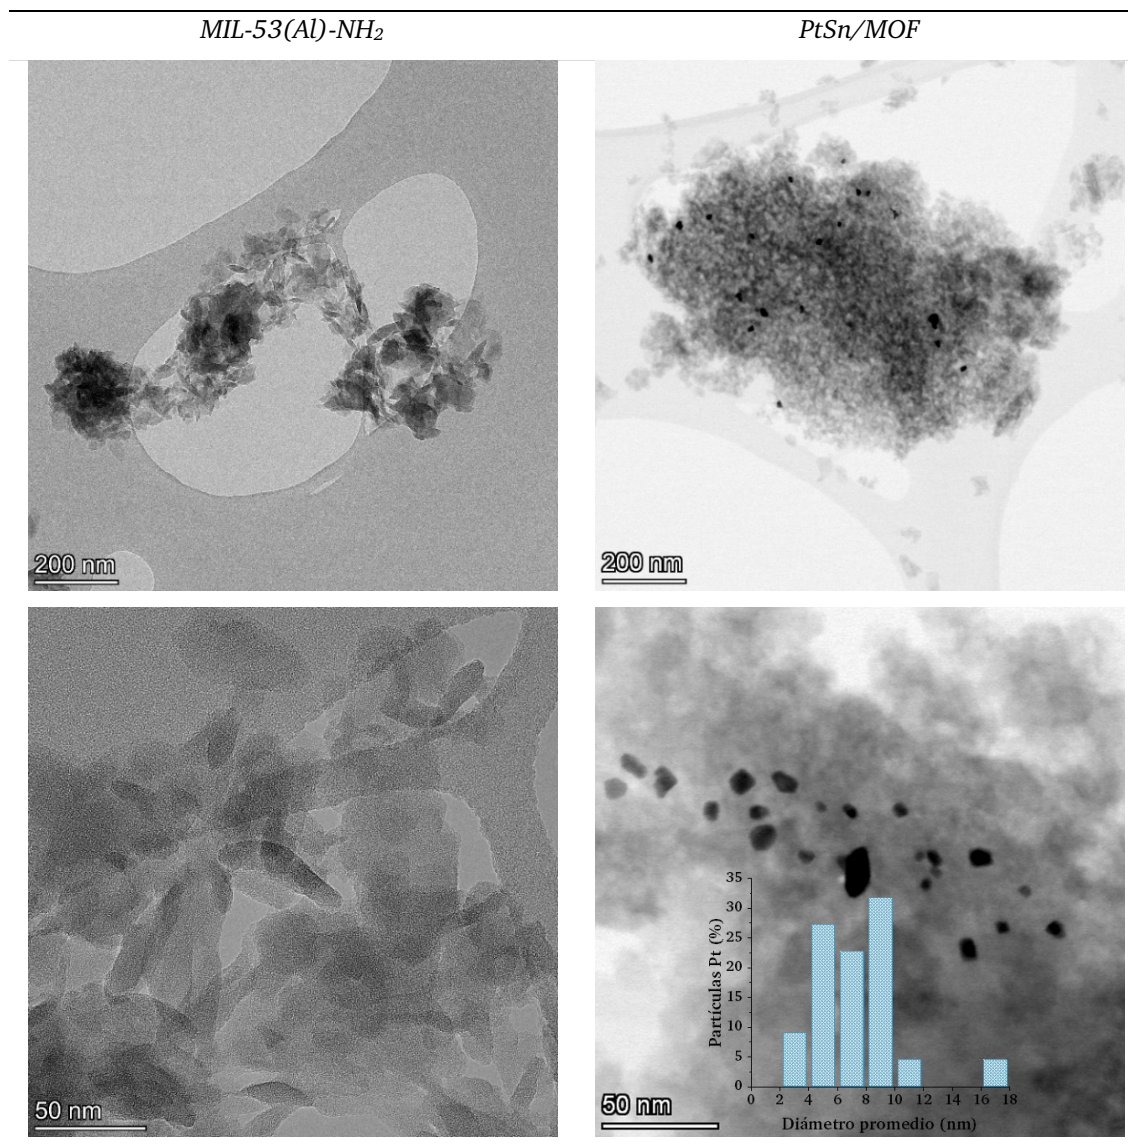 MIL-53(Al)-NH₂
PtSn/MOF
200 nm
200 nm
50 nm
50 nm
Partículas Pt (%)
35
30
25
20
15
10
5
0
0 2 4 6 8 10 12 14 16 18
Diámetro promedio (nm)